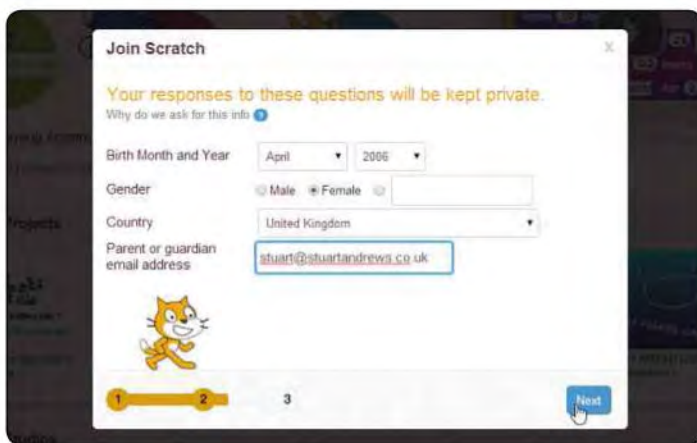 Join Scratch
X
Your responses to these questions will be kept private.
Why do we ask for this info ?
Birth Month and Year April 2006
Gender Male Female
Country United Kingdom
Parent or guardian
email address
stuart@stuartandrews.co.uk
1 2 3
Next